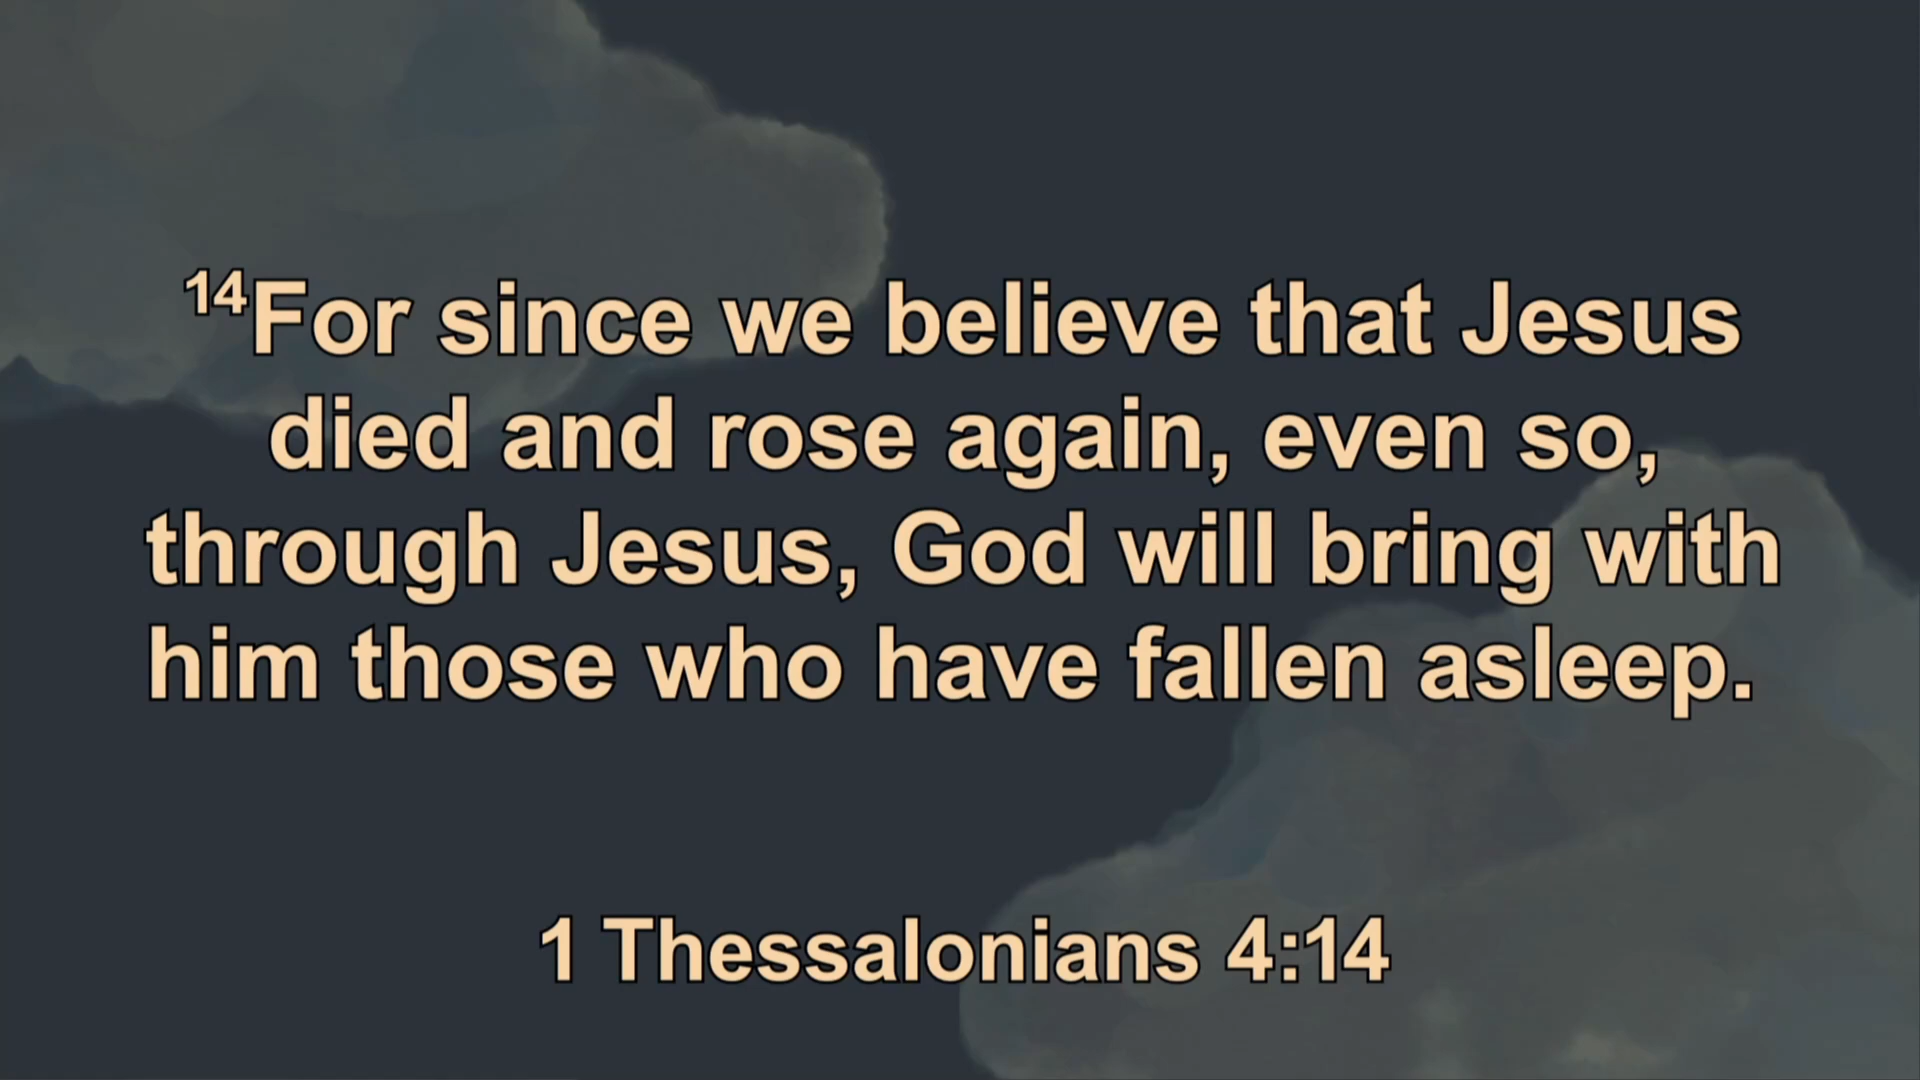 14For since we believe that Jesus
died and rose again, even so,
through Jesus, God will bring with
him those who have fallen asleep.
1 Thessalonians 4:14